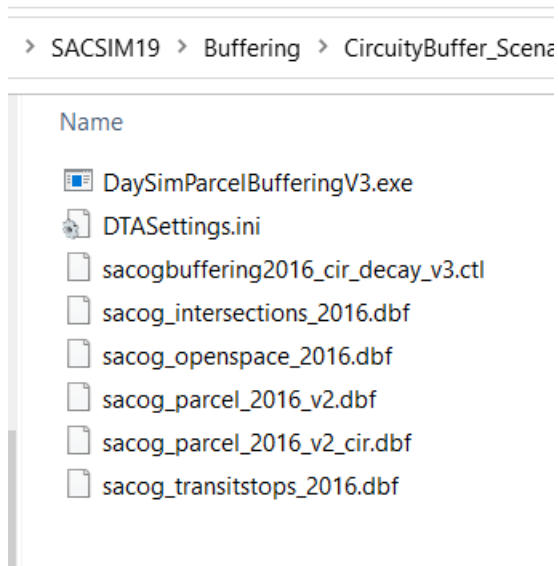 > SACSIM19 > Buffering > CircuityBuffer_Scena
Name
DaySimParcelBufferingV3.exe
DTASettings.ini
sacogbuffering2016_cir_decay_v3.ctl
sacog_intersections_2016.dbf
sacog_openspace_2016.dbf
sacog_parcel_2016_v2.dbf
sacog_parcel_2016_v2_cir.dbf
sacog_transitstops_2016.dbf